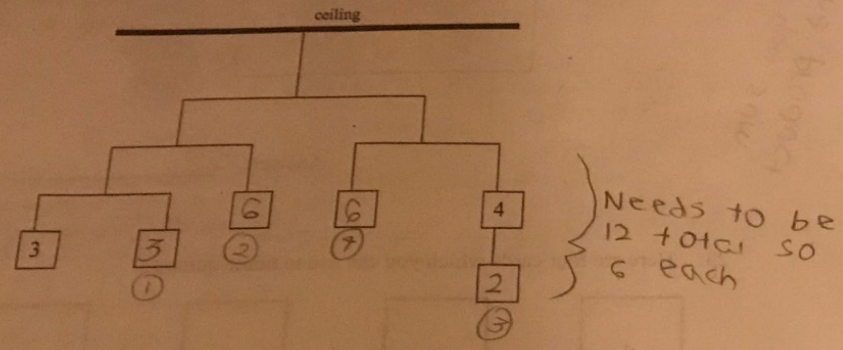 ceiling
6 6 4
3 3 2 4
1 2
3
Needs to be
12 total so
6 each